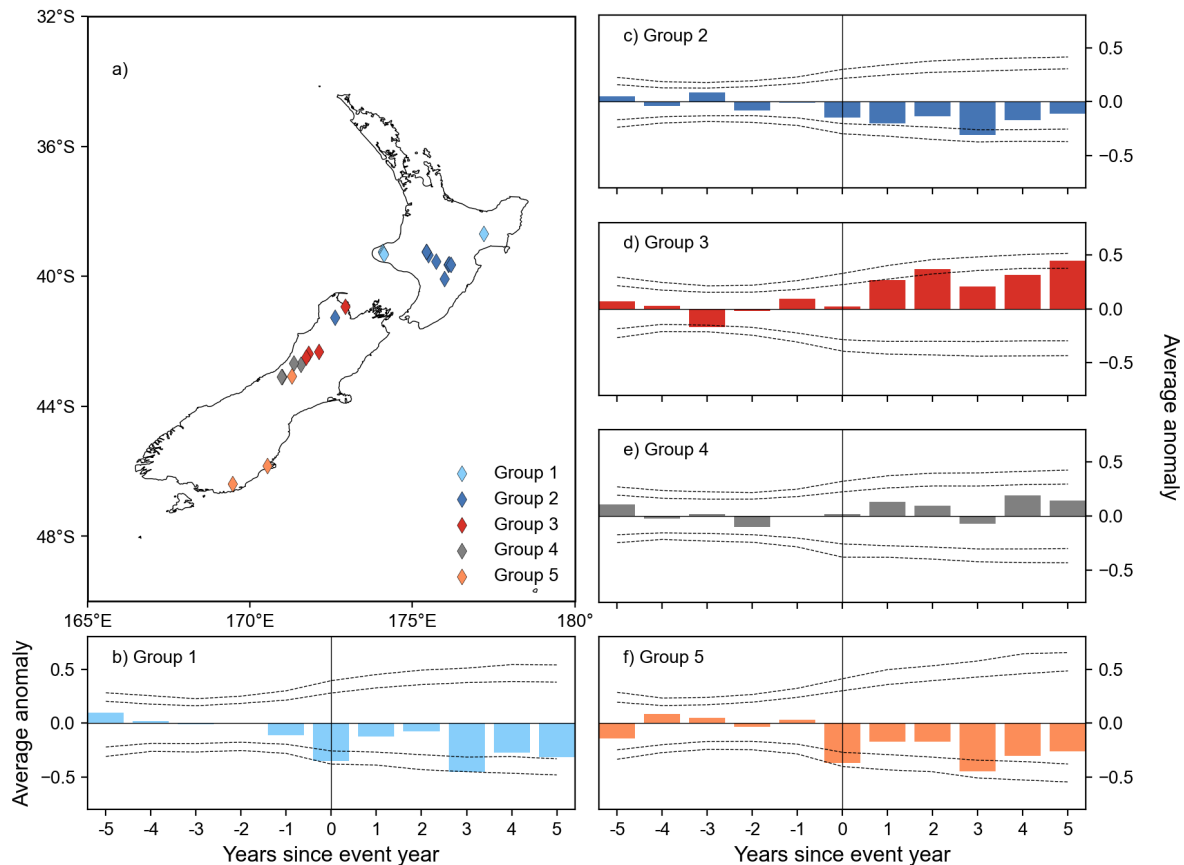 32°S
36°S
40°S
44°S
48°S
165°E
170°E
175°E
180°
a)
Group 1
Group 2
Group 3
Group 4
Group 5
c) Group 2
0.5
0.0
−0.5
d) Group 3
0.5
0.0
−0.5
e) Group 4
0.5
0.0
−0.5
Average anomaly
b) Group 1
0.5
0.0
−0.5
Average anomaly
-5 -4 -3 -2 -1 0 1 2 3 4 5
Years since event year
f) Group 5
0.5
0.0
−0.5
-5 -4 -3 -2 -1 0 1 2 3 4 5
Years since event year